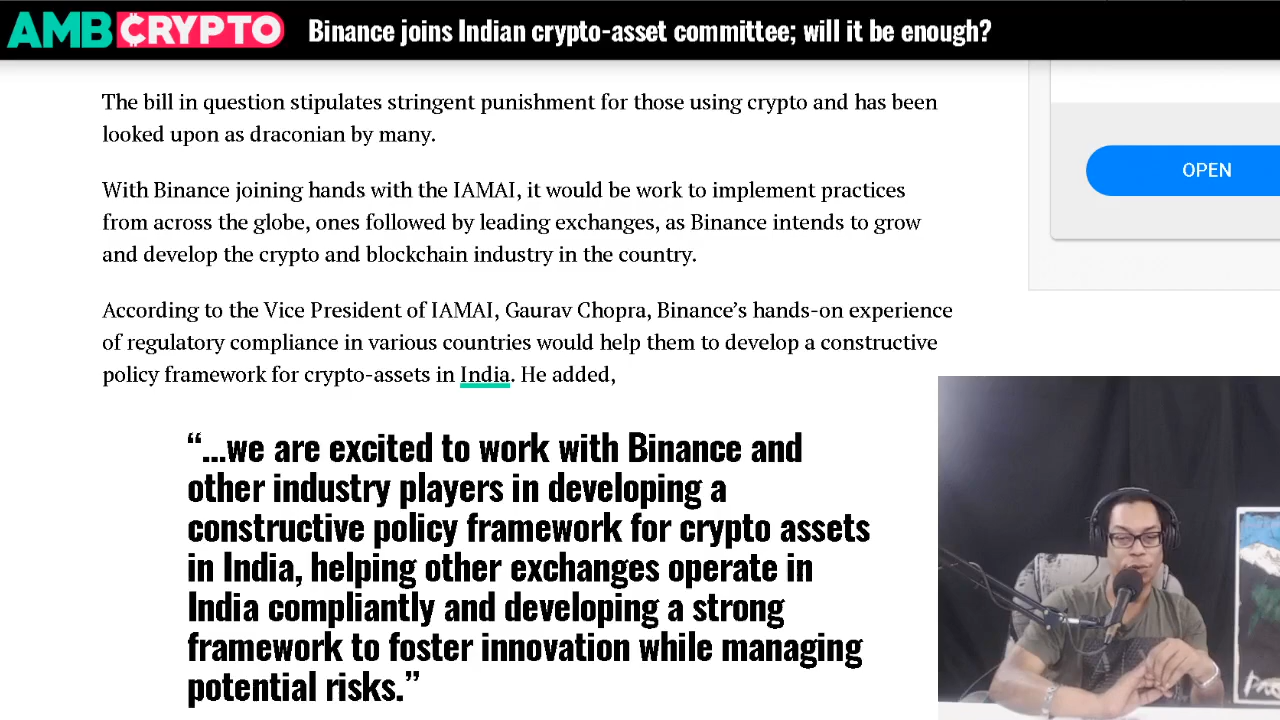 AMBCRYPTO
Binance joins Indian crypto-asset committee; will it be enough?
The bill in question stipulates stringent punishment for those using crypto and has been
looked upon as draconian by many.
With Binance joining hands with the IAMAI, it would be work to implement practices
from across the globe, ones followed by leading exchanges, as Binance intends to grow
and develop the crypto and blockchain industry in the country.
According to the Vice President of IAMAI, Gaurav Chopra, Binance’s hands-on experience
of regulatory compliance in various countries would help them to develop a constructive
policy framework for crypto-assets in India. He added,
“…we are excited to work with Binance and
other industry players in developing a
constructive policy framework for crypto assets
in India, helping other exchanges operate in
India compliantly and developing a strong
framework to foster innovation while managing
potential risks.”
OPEN